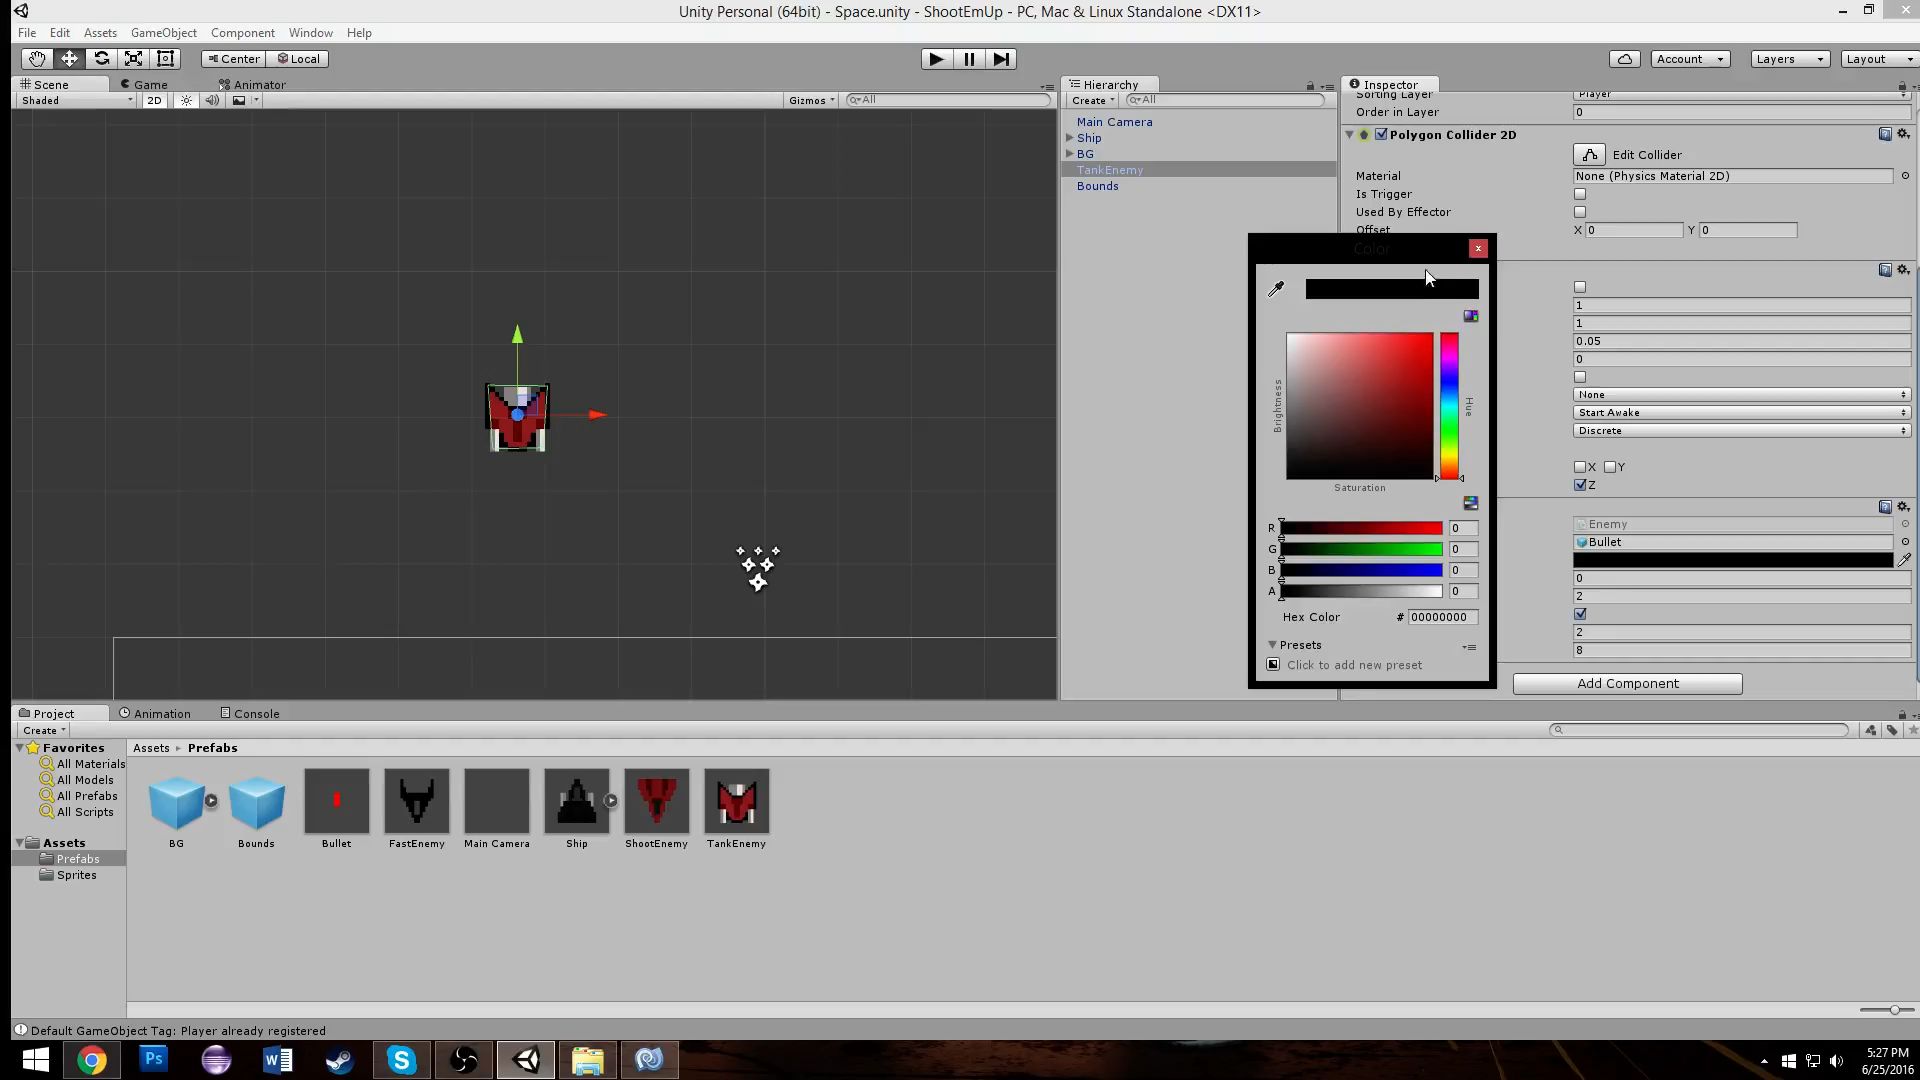 Unity Personal (64bit) - Space.unity - ShootEmUp - PC, Mac & Linux Standalone <DX11>
File Edit Assets GameObject Component Window Help
Center Local Account Layers Layout
Scene Game Animator Hierarchy Inspector
Shaded 2D Gizmos All Create All
Sorting Layer Player
Order in Layer 0
Main Camera
Ship
BG
TankEnemy
Bounds
Polygon Collider 2D
Edit Collider
Material None (Physics Material 2D)
Is Trigger
Used By Effector
Offset X 0 Y 0
Color
1
1
0.05
0
None
Start Awake
Discrete
X Y
Z
Brightness
Hue
Saturation
R 0
G 0
B 0
A 0
Hex Color # 00000000
Presets
Click to add new preset
Enemy
Bullet
0
2
2
8
Add Component
Project Animation Console
Create
Favorites
All Materials
All Models
All Prefabs
All Scripts
Assets
Prefabs
Sprites
Assets Prefabs
BG Bounds Bullet FastEnemy Main Camera Ship ShootEnemy TankEnemy
Default GameObject Tag: Player already registered
Ps
5:27 PM
6/25/2016